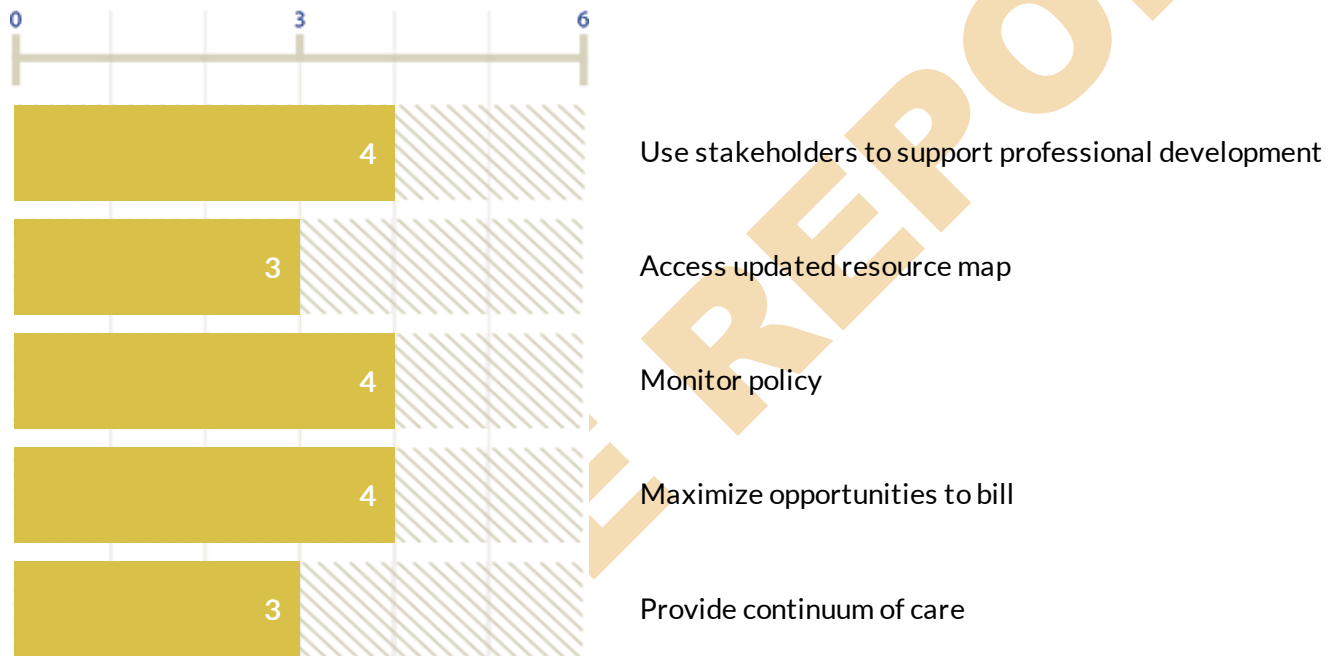 0 3 6
4 Use stakeholders to support professional development
3 Access updated resource map
4 Monitor policy
4 Maximize opportunities to bill
3 Provide continuum of care